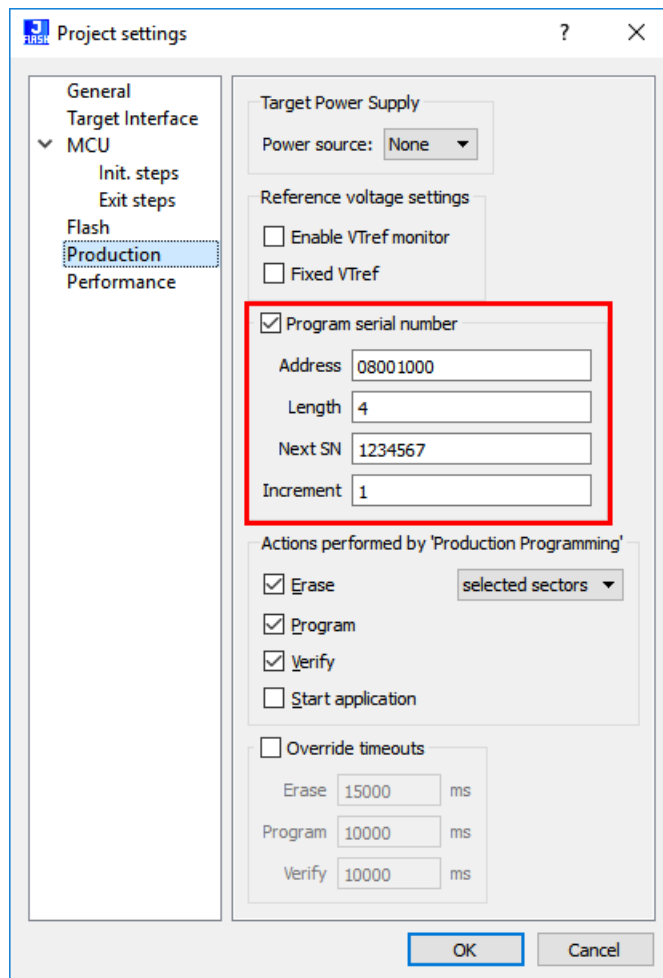 J
FLASH
Project settings
?
General
Target Interface
MCU
Init. steps
Exit steps
Flash
Production
Performance
Target Power Supply
Power source: None
Reference voltage settings
Enable VTref monitor
Fixed VTref
Program serial number
Address 08001000
Length 4
Next SN 1234567
Increment 1
Actions performed by 'Production Programming'
Erase selected sectors
Program
Verify
Start application
Override timeouts
Erase 15000 ms
Program 10000 ms
Verify 10000 ms
OK Cancel